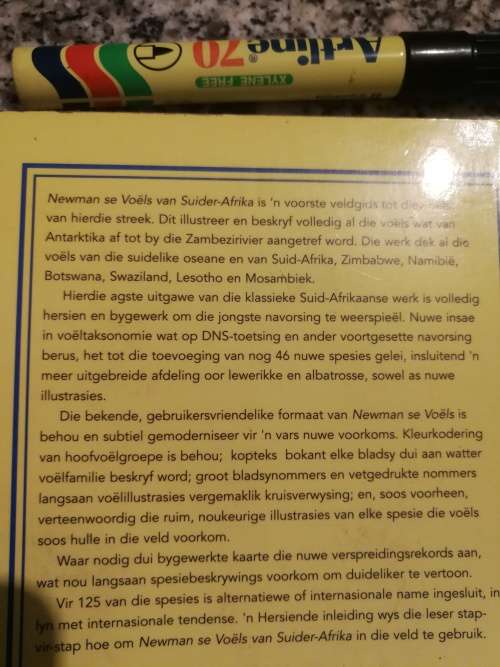 Artline® 70
XYLENE FREE
Newman se Voëls van Suider-Afrika is 'n voorste veldgids tot die
van hierdie streek. Dit illustreer en beskryf volledig al die voëls wat van
Antarktika af tot by die Zambezirivier aangetref word. Die werk dek al die
voëls van die suidelike oseane en van Suid-Afrika, Zimbabwe, Namibië,
Botswana, Swaziland, Lesotho en Mosambiek.
Hierdie agste uitgawe van die klassieke Suid-Afrikaanse werk is volledig
hersien en bygewerk om die jongste navorsing te weerspieël. Nuwe insae
in voëltaksonomie wat op DNS-toetsing en ander voortgesette navorsing
berus, het tot die toevoeging van nog 46 nuwe spesies gelei, insluitend 'n
meer uitgebreide afdeling oor lewerikke en albatrosse, sowel as nuwe
illustrasies.
Die bekende, gebruikersvriendelike formaat van Newman se Voëls is
behou en subtiel gemoderniseer vir 'n vars nuwe voorkoms. Kleurkodering
van hoofvoëlgroepe is behou; kopteks bokant elke bladsy dui aan watter
voëlfamilie beskryf word; groot bladsynommers en vetgedrukte nommers
langsaan voëlillustrasies vergemaklik kruisverwysing; en, soos voorheen,
verteenwoordig die ruim, noukeurige illustrasies van elke spesie die voëls
soos hulle in die veld voorkom.
Waar nodig dui bygewerkte kaarte die nuwe verspreidingsrekords aan,
wat nou langsaan spesiebeskrywings voorkom om duideliker te vertoon.
Vir 125 van die spesies is alternatiewe of internasionale name ingesluit, in
lyn met internasionale tendense. 'n Hersiende inleiding wys die leser stap-
vir-stap hoe om Newman se Voëls van Suider-Afrika in die veld te gebruik.